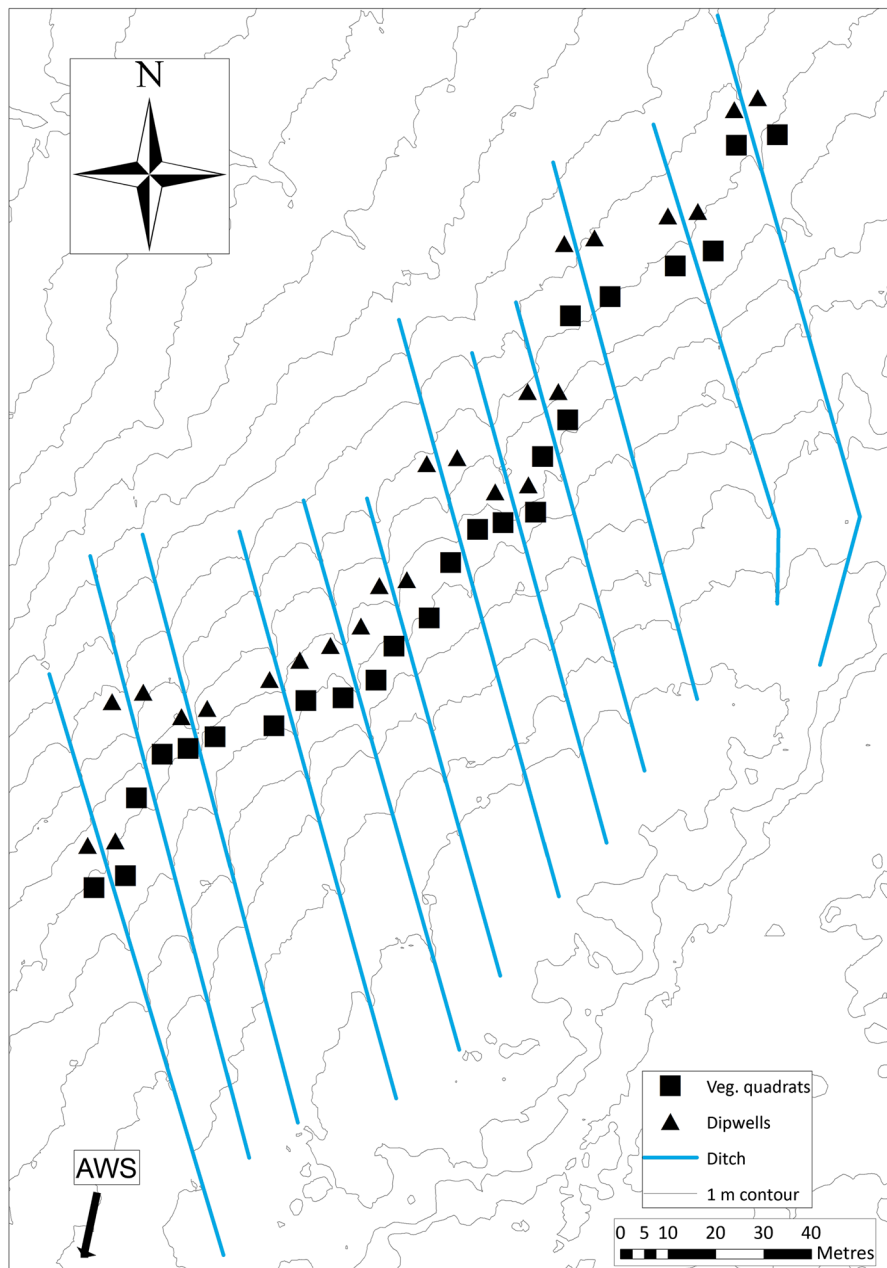 N
AWS
Veg. quadrats
Dipwells
Ditch
1 m contour
0 5 10 20 30 40
Metres